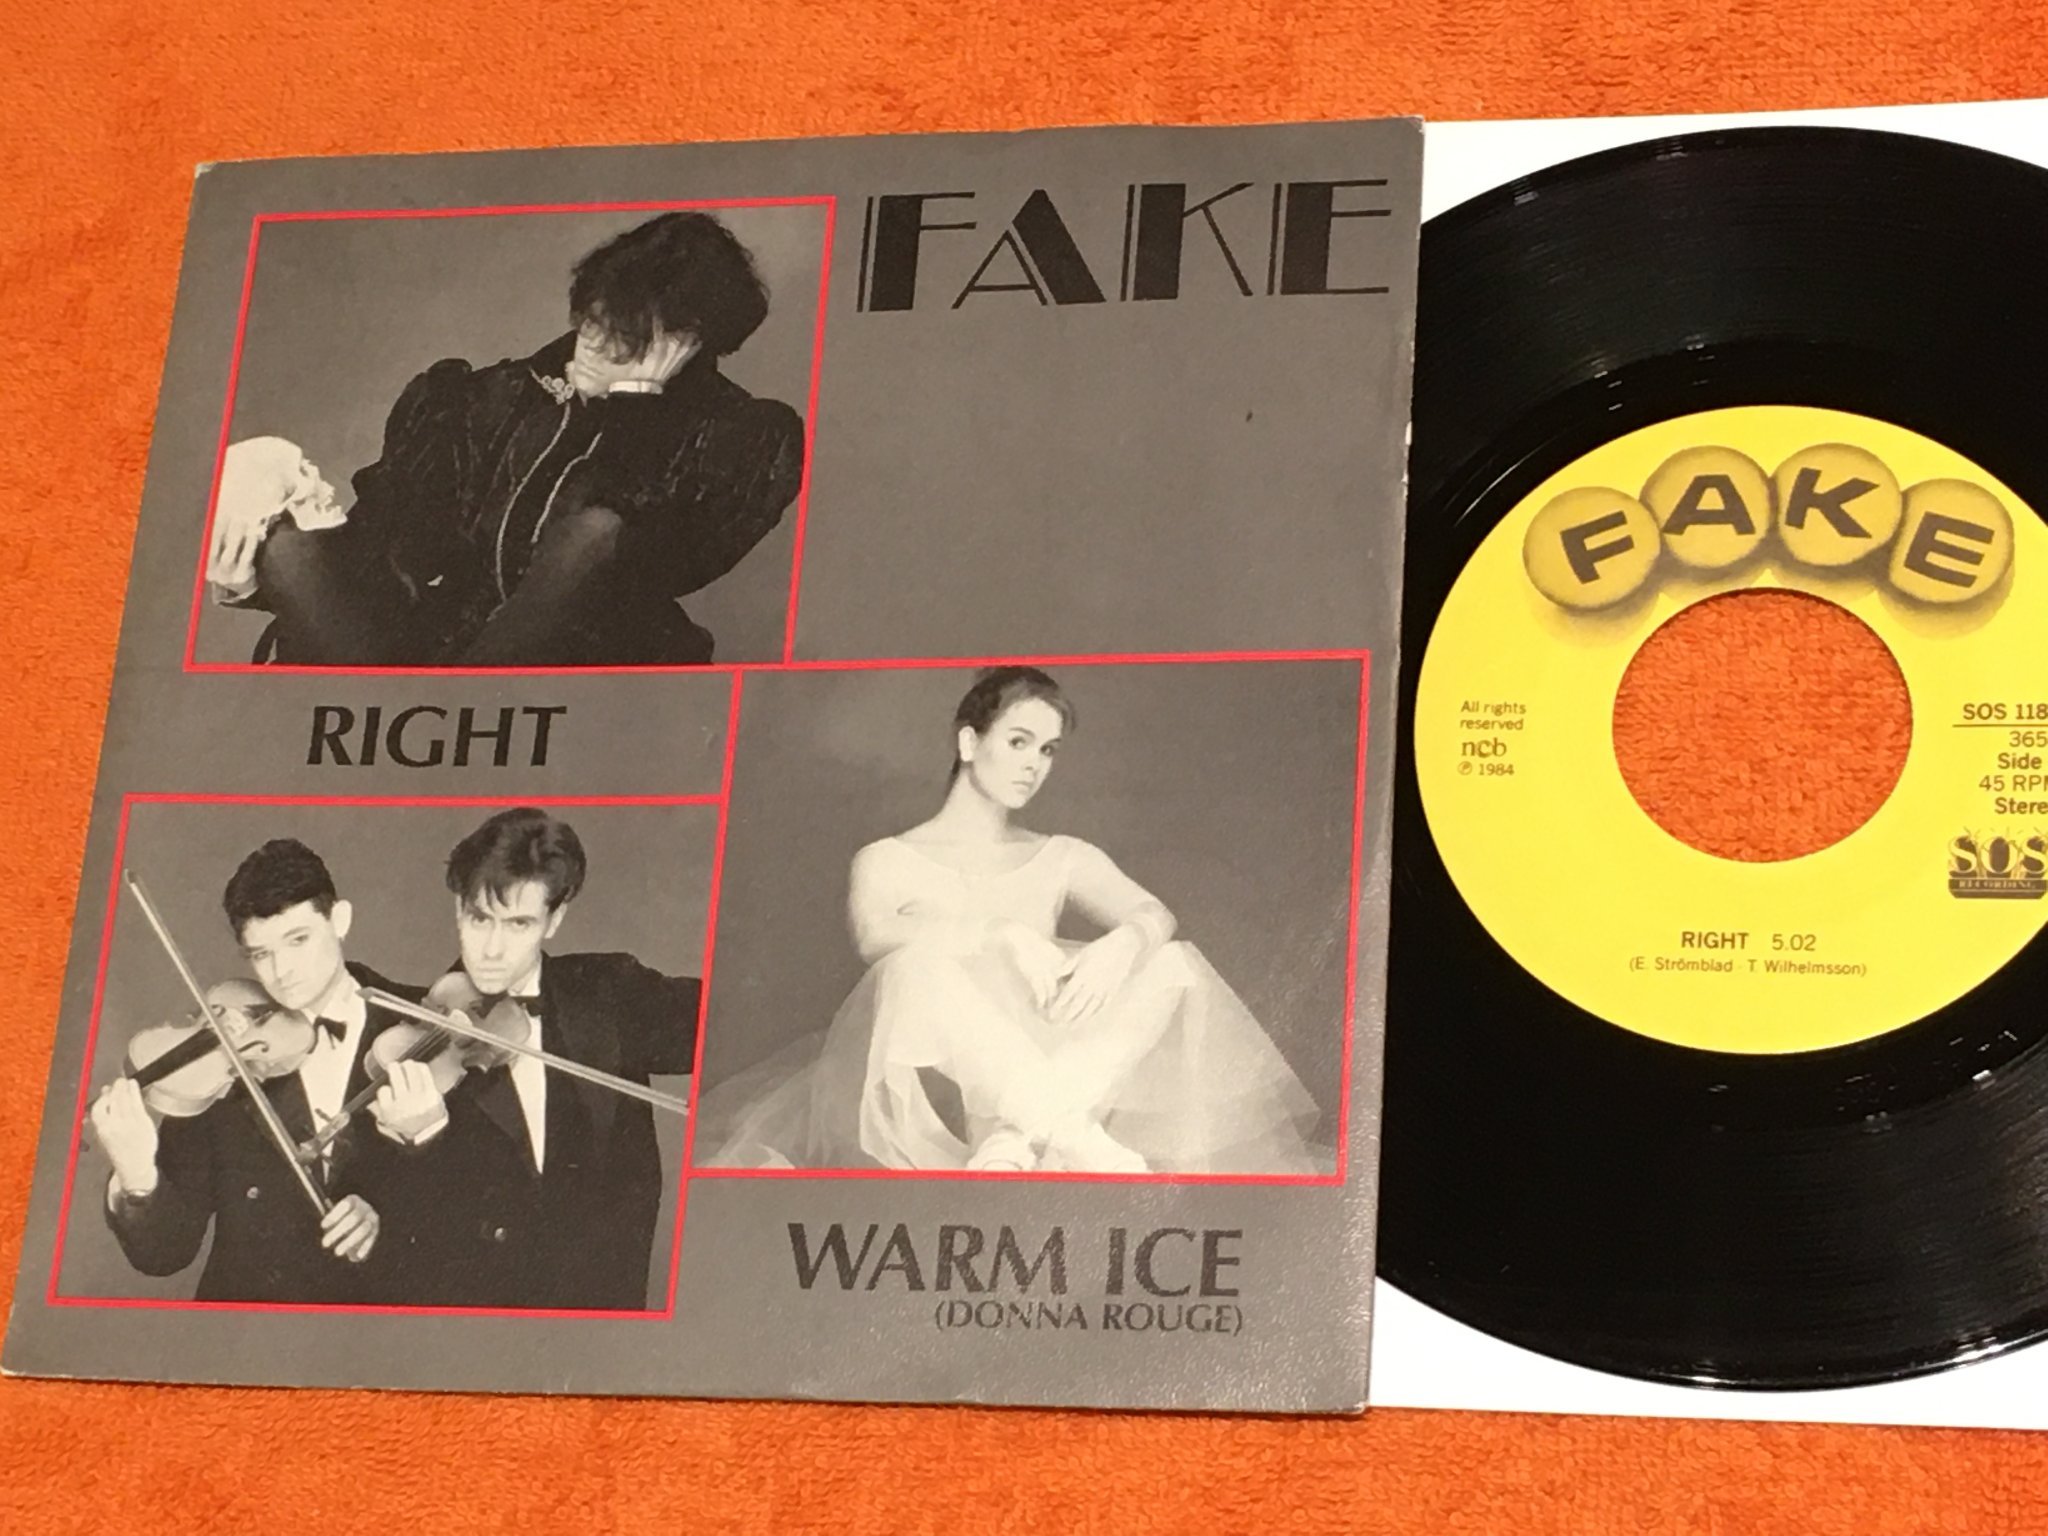 FAKE
RIGHT
WARM ICE
(DONNA ROUGE)
FAKE
All rights
reserved
ncb
℗ 1984
SOS 118
365
Side
45 RPM
Stere
SOS
RECORDING
RIGHT 5.02
(E. Strömblad - T. Wilhelmsson)